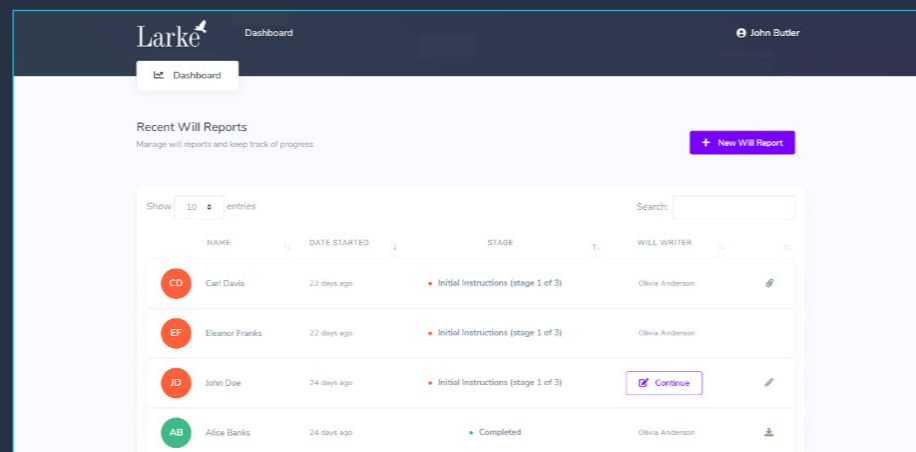 Larke
Dashboard
John Butler
Dashboard
Recent Will Reports
Manage will reports and keep track of progress
+ New Will Report
Show 10 entries
Search:
NAME DATE STARTED STAGE WILL WRITER
CD Carl Davis 22 days ago Initial Instructions (stage 1 of 3) Olivia Anderson
EF Eleanor Franks 22 days ago Initial Instructions (stage 1 of 3) Olivia Anderson
JD John Doe 24 days ago Initial Instructions (stage 1 of 3) Continue
AB Alice Banks 24 days ago Completed Olivia Anderson